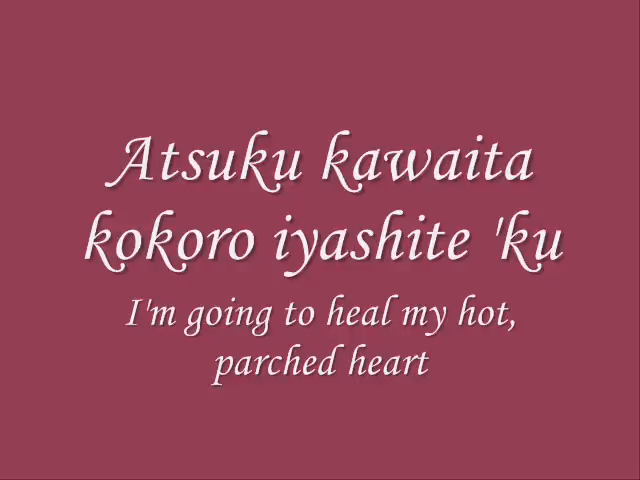 Atsuku kawaita
kokoro iyashite 'ku
I'm going to heal my hot,
parched heart